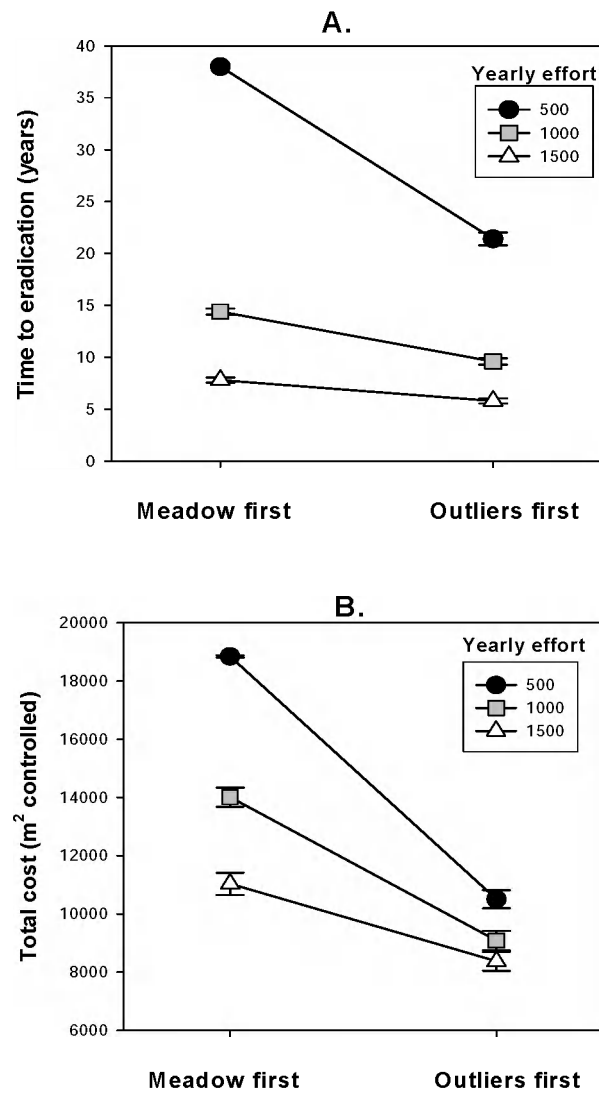 A.
Time to eradication (years)
40
35
30
25
20
15
10
5
0
Yearly effort
500
1000
1500
Meadow first
Outliers first
B.
Total cost (m² controlled)
20000
18000
16000
14000
12000
10000
8000
6000
Yearly effort
500
1000
1500
Meadow first
Outliers first